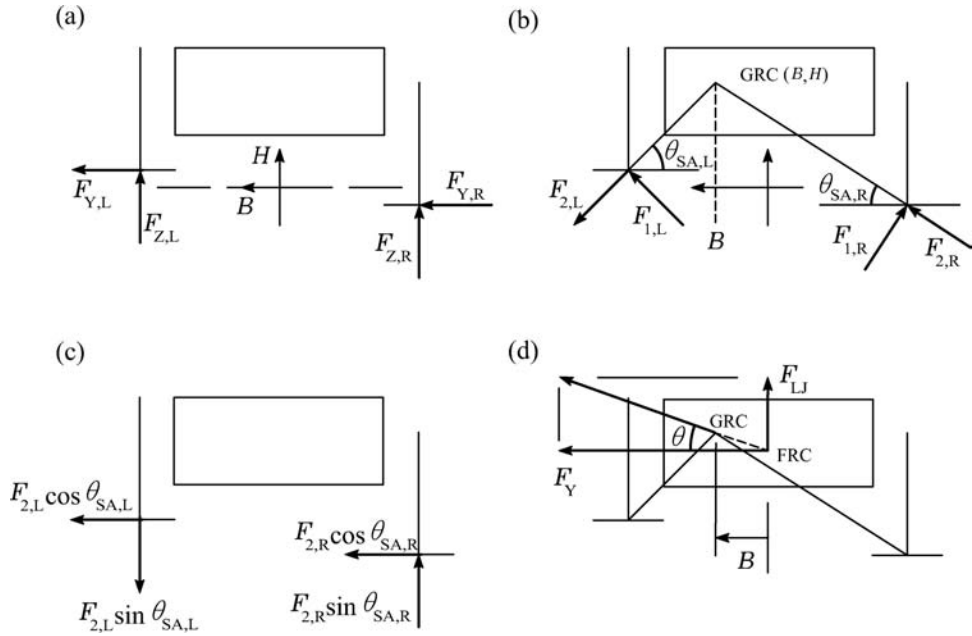 (a)
H
F_{Y,L}
B
F_{Y,R}
F_{Z,L}
F_{Z,R}
(b)
GRC (B,H)
θ_{SA,L}
θ_{SA,R}
F_{2,L}
F_{1,L}
B
F_{1,R}
F_{2,R}
(c)
F_{2,L} cos θ_{SA,L}
F_{2,R} cos θ_{SA,R}
F_{2,L} sin θ_{SA,L}
F_{2,R} sin θ_{SA,R}
(d)
F_{LJ}
GRC
θ
FRC
F_Y
B